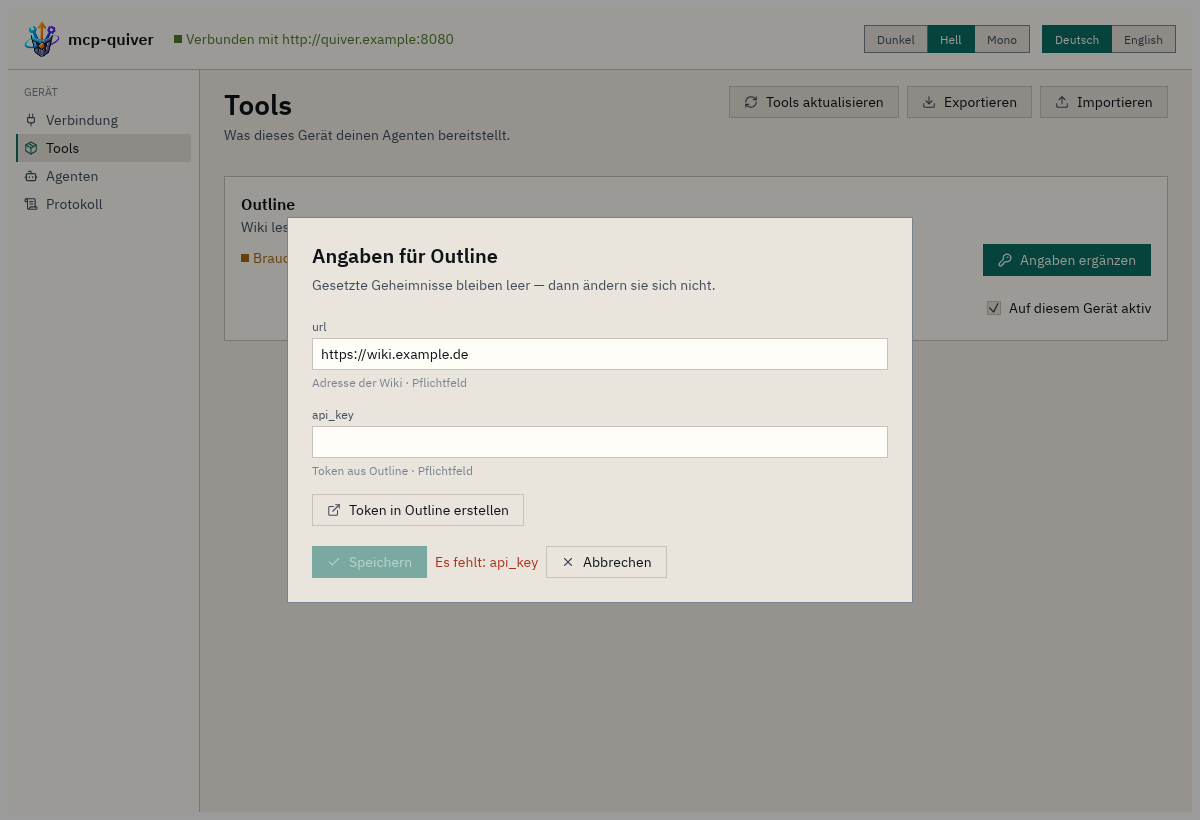 mcp-quiver
Verbunden mit http://quiver.example:8080
Dunkel Hell Mono Deutsch English
GERÄT
Verbindung
Tools
Agenten
Protokoll
Tools
Tools aktualisieren Exportieren Importieren
Was dieses Gerät deinen Agenten bereitstellt.
Outline
Wiki
Angaben ergänzen
Auf diesem Gerät aktiv
Angaben für Outline
Gesetzte Geheimnisse bleiben leer — dann ändern sie sich nicht.
url
https://wiki.example.de
Adresse der Wiki · Pflichtfeld
api_key
Token aus Outline · Pflichtfeld
Token in Outline erstellen
Speichern Es fehlt: api_key Abbrechen